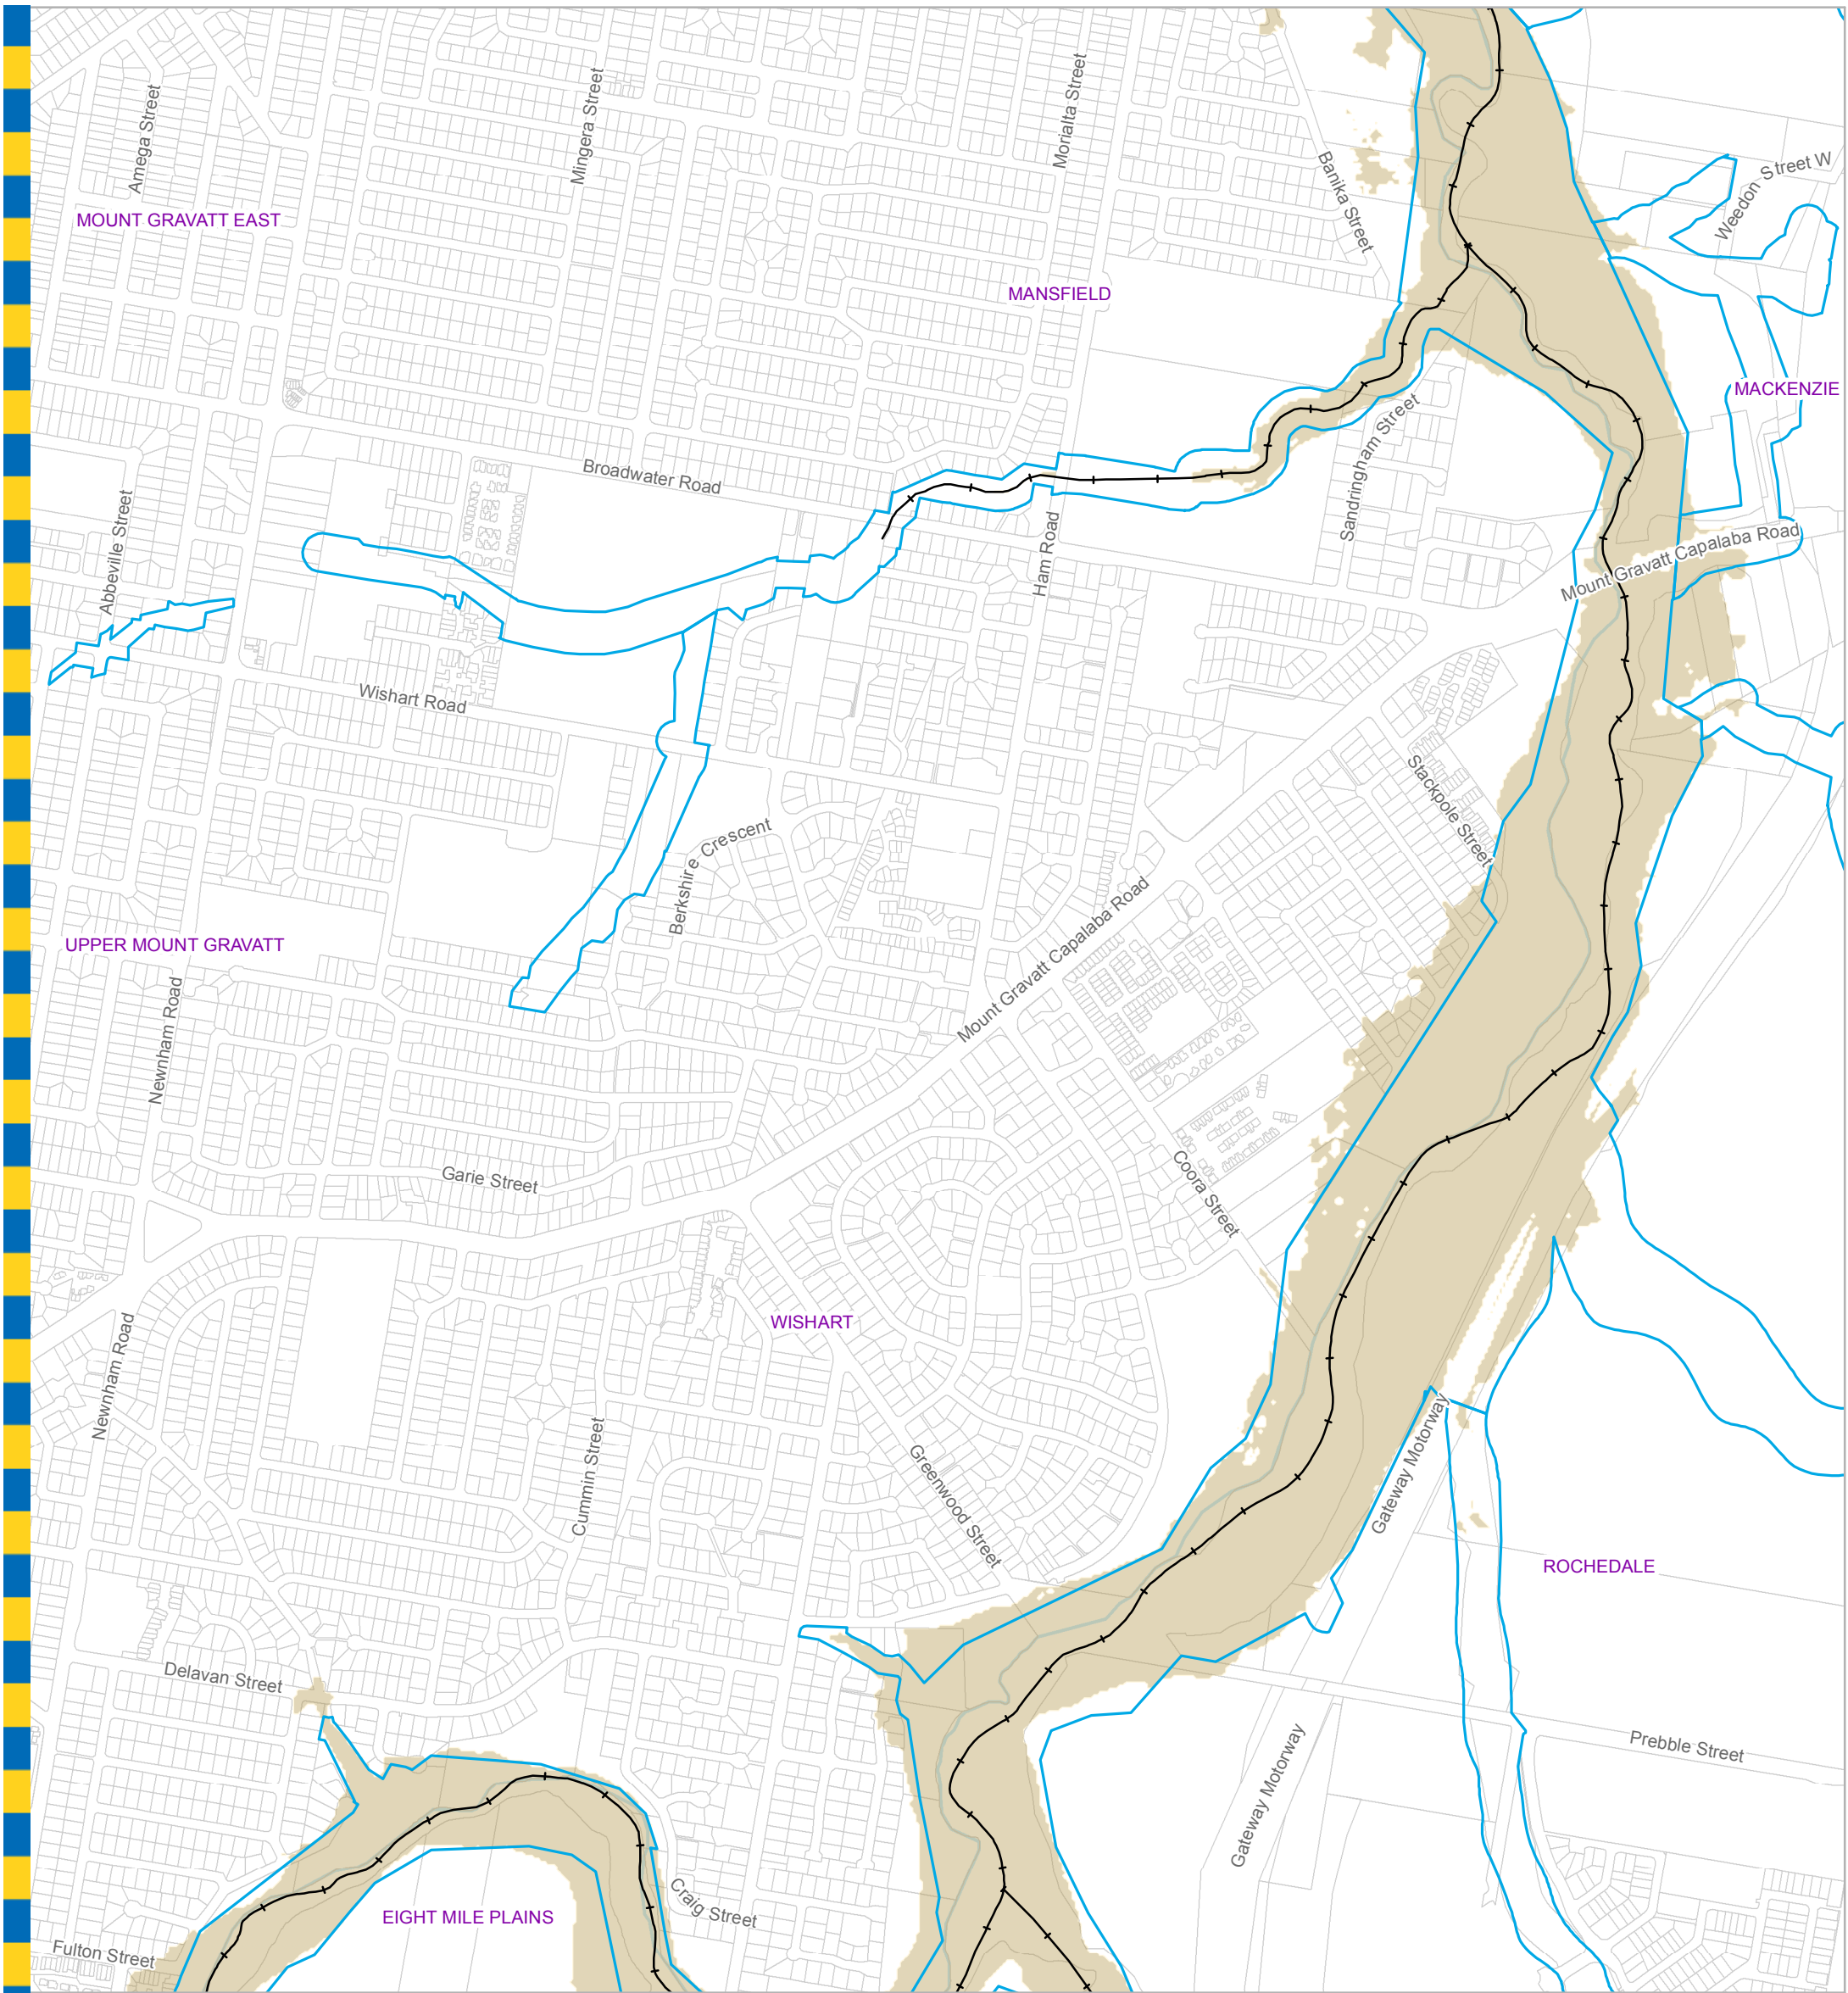 Amega Street
Mingera Street
Morialta Street
Banika Street
Weedon Street W
MOUNT GRAVATT EAST
MANSFIELD
MACKENZIE
Sandringham Street
Broadwater Road
Abbeville Street
Ham Road
Mount Gravatt Capalaba Road
Wishart Road
Stackpole Street
Berkshire Crescent
Mount Gravatt Capalaba Road
UPPER MOUNT GRAVATT
Newnham Road
Garie Street
Coora Street
WISHART
Newnham Road
Cummin Street
Greenwood Street
Gateway Motorway
ROCHEDALE
Delavan Street
Prebble Street
Gateway Motorway
Craig Street
EIGHT MILE PLAINS
Fulton Street